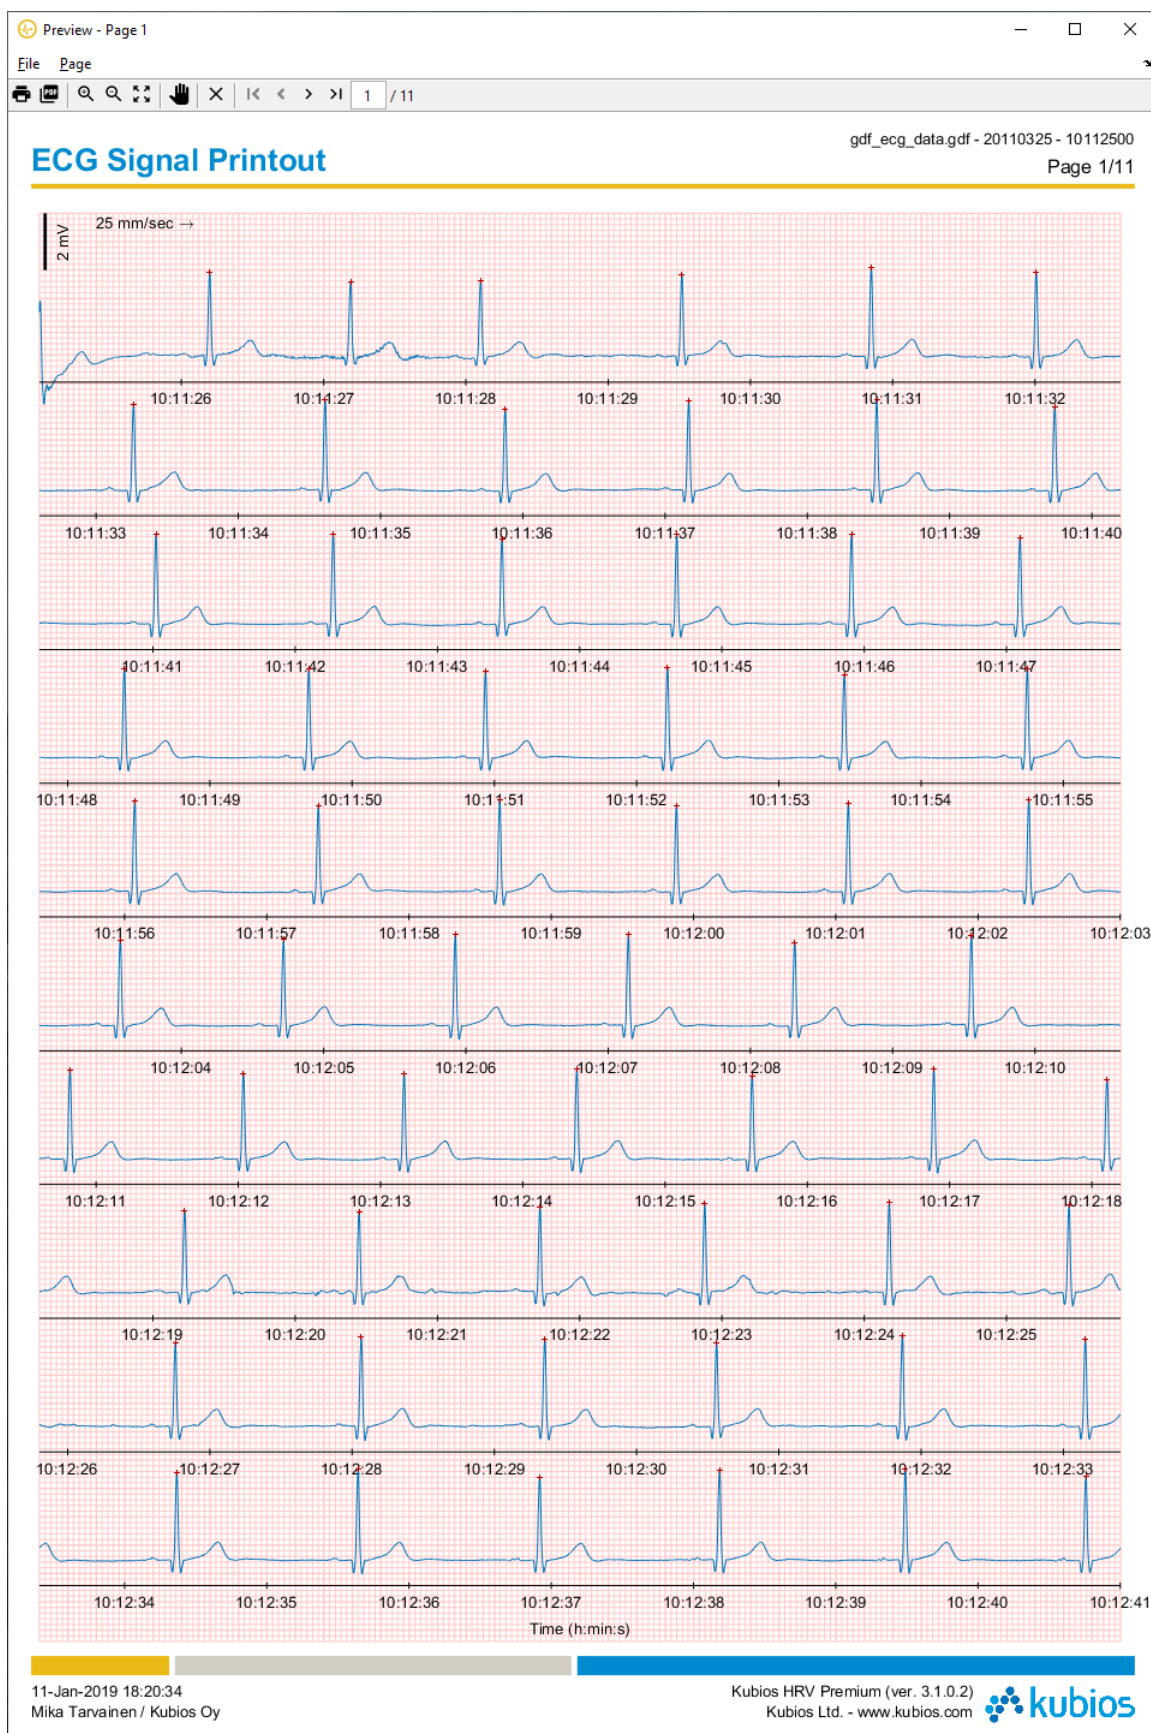 Preview - Page 1
File Page
1 / 11
gdf_ecg_data.gdf - 20110325 - 10112500
ECG Signal Printout
Page 1/11
25 mm/sec →
2 mV
10:11:26 10:11:27 10:11:28 10:11:29 10:11:30 10:11:31 10:11:32
10:11:33 10:11:34 10:11:35 10:11:36 10:11:37 10:11:38 10:11:39 10:11:40
10:11:41 10:11:42 10:11:43 10:11:44 10:11:45 10:11:46 10:11:47
10:11:48 10:11:49 10:11:50 10:11:51 10:11:52 10:11:53 10:11:54 10:11:55
10:11:56 10:11:57 10:11:58 10:11:59 10:12:00 10:12:01 10:12:02 10:12:03
10:12:04 10:12:05 10:12:06 10:12:07 10:12:08 10:12:09 10:12:10
10:12:11 10:12:12 10:12:13 10:12:14 10:12:15 10:12:16 10:12:17 10:12:18
10:12:19 10:12:20 10:12:21 10:12:22 10:12:23 10:12:24 10:12:25
10:12:26 10:12:27 10:12:28 10:12:29 10:12:30 10:12:31 10:12:32 10:12:33
10:12:34 10:12:35 10:12:36 10:12:37 10:12:38 10:12:39 10:12:40 10:12:41
Time (h:min:s)
11-Jan-2019 18:20:34
Mika Tarvainen / Kubios Oy
Kubios HRV Premium (ver. 3.1.0.2)
Kubios Ltd. - www.kubios.com
kubios